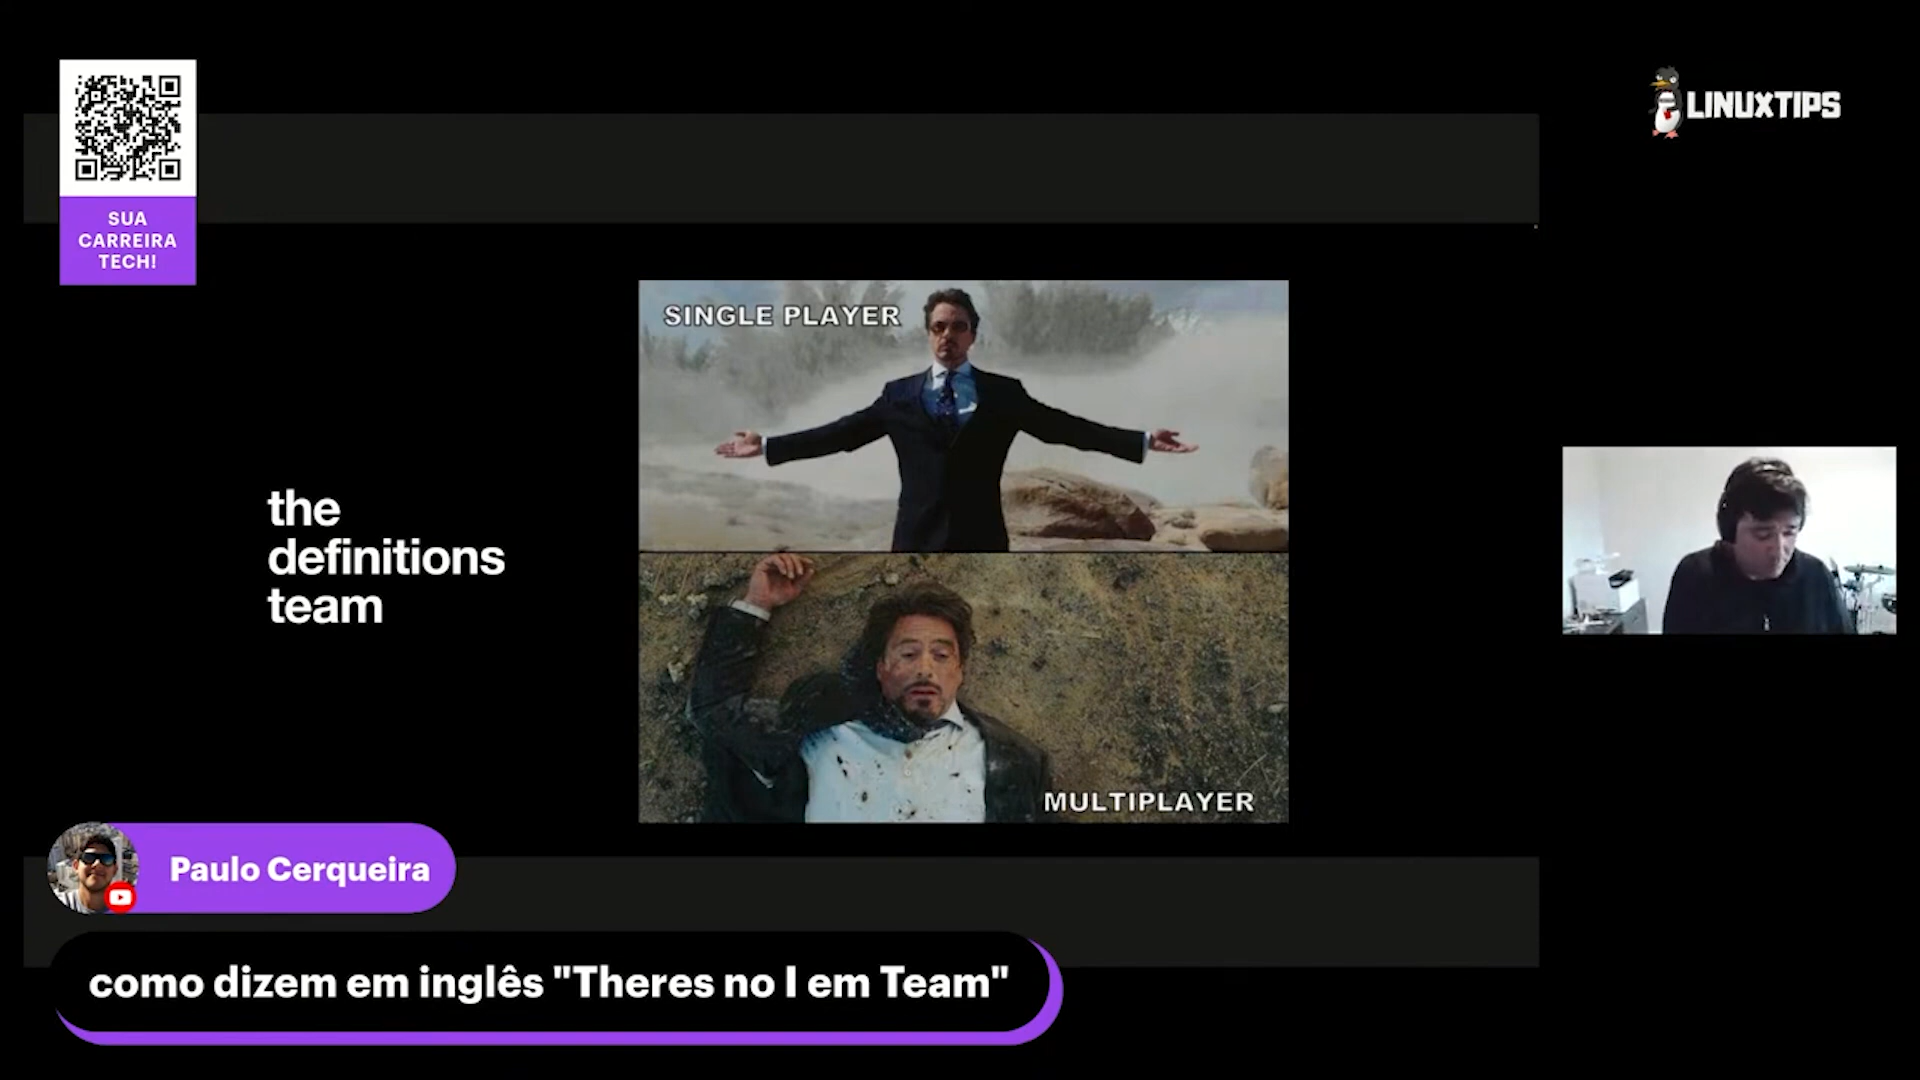 SUA
CARREIRA
TECH!
LINUXTIPS
SINGLE PLAYER
the
definitions
team
MULTIPLAYER
Paulo Cerqueira
como dizem em inglês "Theres no I em Team"